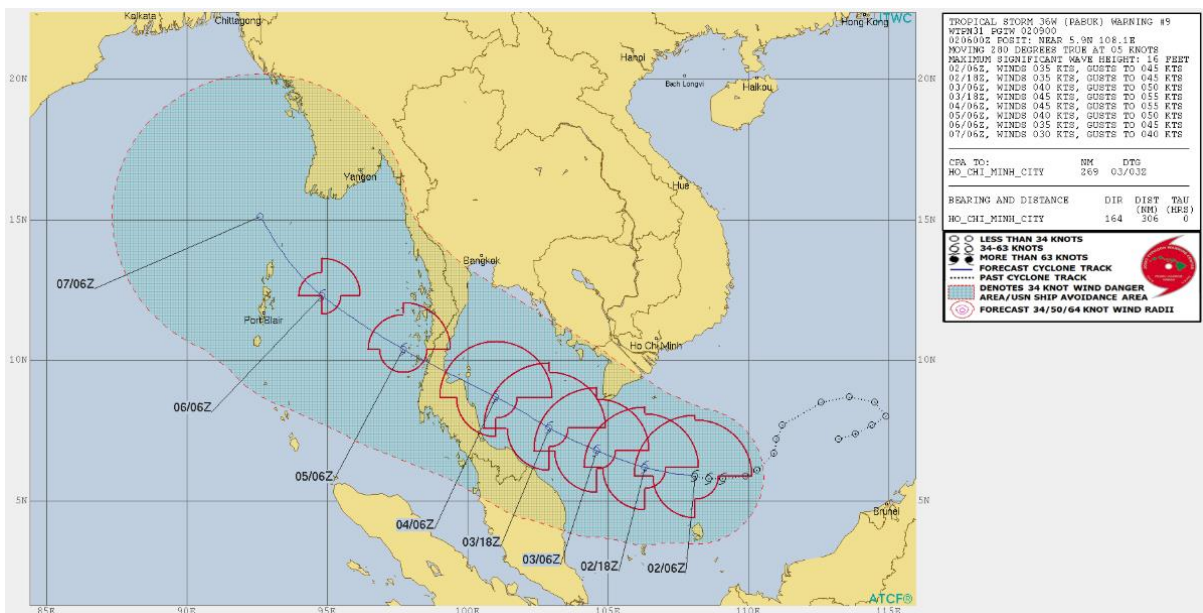 Kolkata
Chittagong
JTWC
Hong-Kong
Hanoi
Bach Longvi
Haikou
20N
20N
Yangon
Hue
15N
15N
Bangkok
07/06Z
Port Blair
Ho Chi Minh
10N
10N
06/06Z
05/06Z
04/06Z
03/18Z
03/06Z
02/18Z
02/06Z
5N
5N
Brunei
ATCF®
85E
90E
95E
100E
105E
110E
115E
TROPICAL STORM 36W (PABUK) WARNING #9
WTPN31 PGTW 020900
020600Z POSIT: NEAR 5.9N 108.1E
MOVING 280 DEGREES TRUE AT 05 KNOTS
MAXIMUM SIGNIFICANT WAVE HEIGHT: 16 FEET
02/06Z, WINDS 035 KTS, GUSTS TO 045 KTS
02/18Z, WINDS 035 KTS, GUSTS TO 045 KTS
03/06Z, WINDS 040 KTS, GUSTS TO 050 KTS
03/18Z, WINDS 045 KTS, GUSTS TO 055 KTS
04/06Z, WINDS 045 KTS, GUSTS TO 055 KTS
05/06Z, WINDS 040 KTS, GUSTS TO 050 KTS
06/06Z, WINDS 035 KTS, GUSTS TO 045 KTS
07/06Z, WINDS 030 KTS, GUSTS TO 040 KTS
CPA TO: NM DTG
HO_CHI_MINH_CITY 269 03/03Z
BEARING AND DISTANCE DIR DIST TAU
(NM) (HRS)
HO_CHI_MINH_CITY 164 306 0
LESS THAN 34 KNOTS
34-63 KNOTS
MORE THAN 63 KNOTS
FORECAST CYCLONE TRACK
PAST CYCLONE TRACK
DENOTES 34 KNOT WIND DANGER
AREA/USN SHIP AVOIDANCE AREA
FORECAST 34/50/64 KNOT WIND RADII